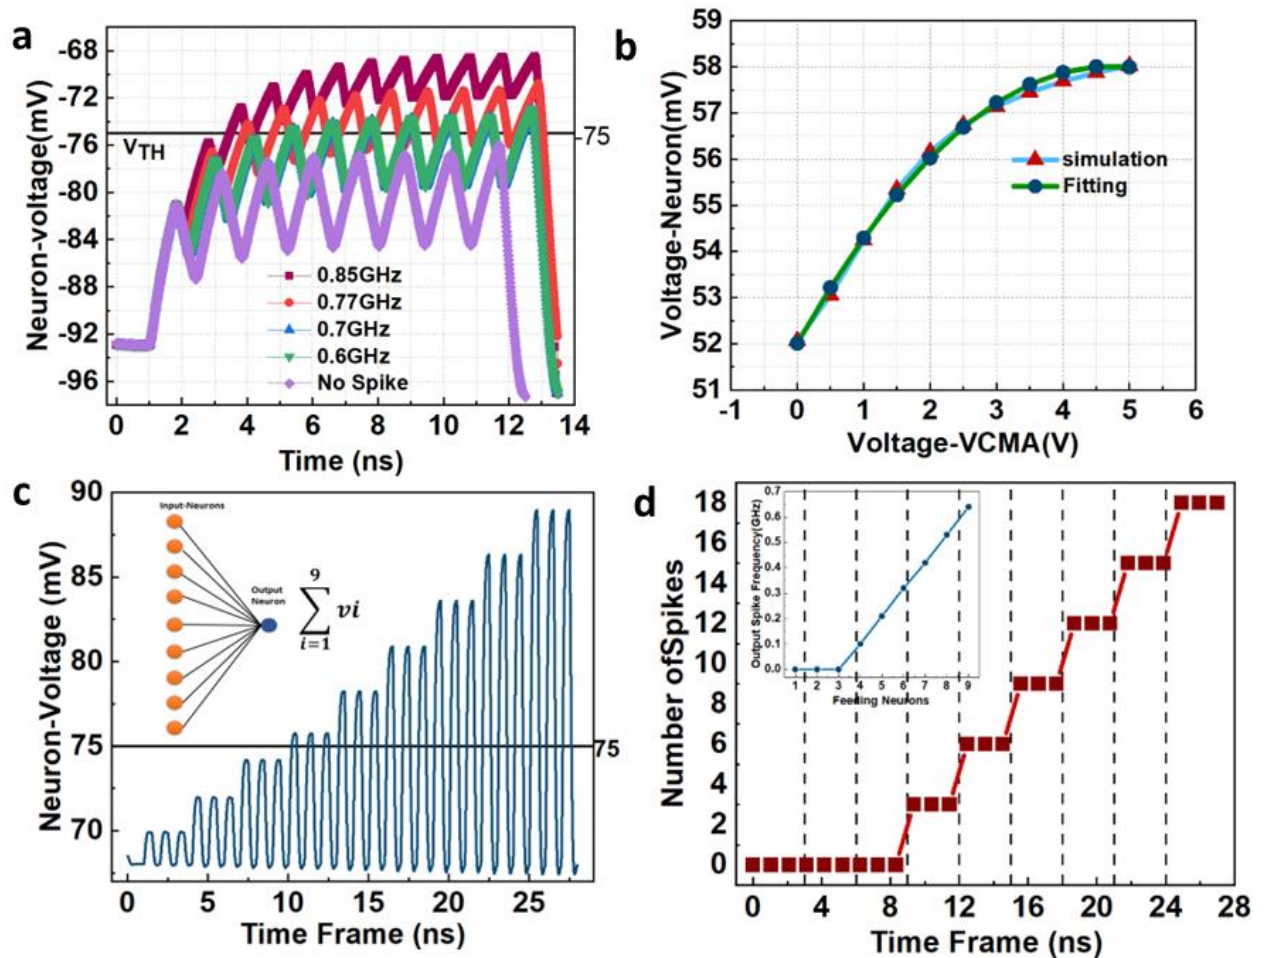 a
-68
-72
-76
-80
-84
-88
-92
-96
Neuron-voltage(mV)
VTH
-75
0.85GHz
0.77GHz
0.7GHz
0.6GHz
No Spike
0 2 4 6 8 10 12 14
Time (ns)
b
59
58
57
56
55
54
53
52
51
Voltage-Neuron(mV)
simulation
Fitting
-1 0 1 2 3 4 5 6
Voltage-VCMA(V)
c
90
85
80
75
70
Neuron-Voltage (mV)
Input-Neurons
Output
Neuron
9
∑ vi
i=1
75
0 5 10 15 20 25
Time Frame (ns)
d
18
16
14
12
10
8
6
4
2
0
Number ofSpikes
0.7
0.6
0.5
0.4
0.3
0.2
0.1
0.0
Output Spike Frequency(GHz)
1 2 3 4 5 6 7 8 9
Feeding Neurons
0 4 8 12 16 20 24 28
Time Frame (ns)